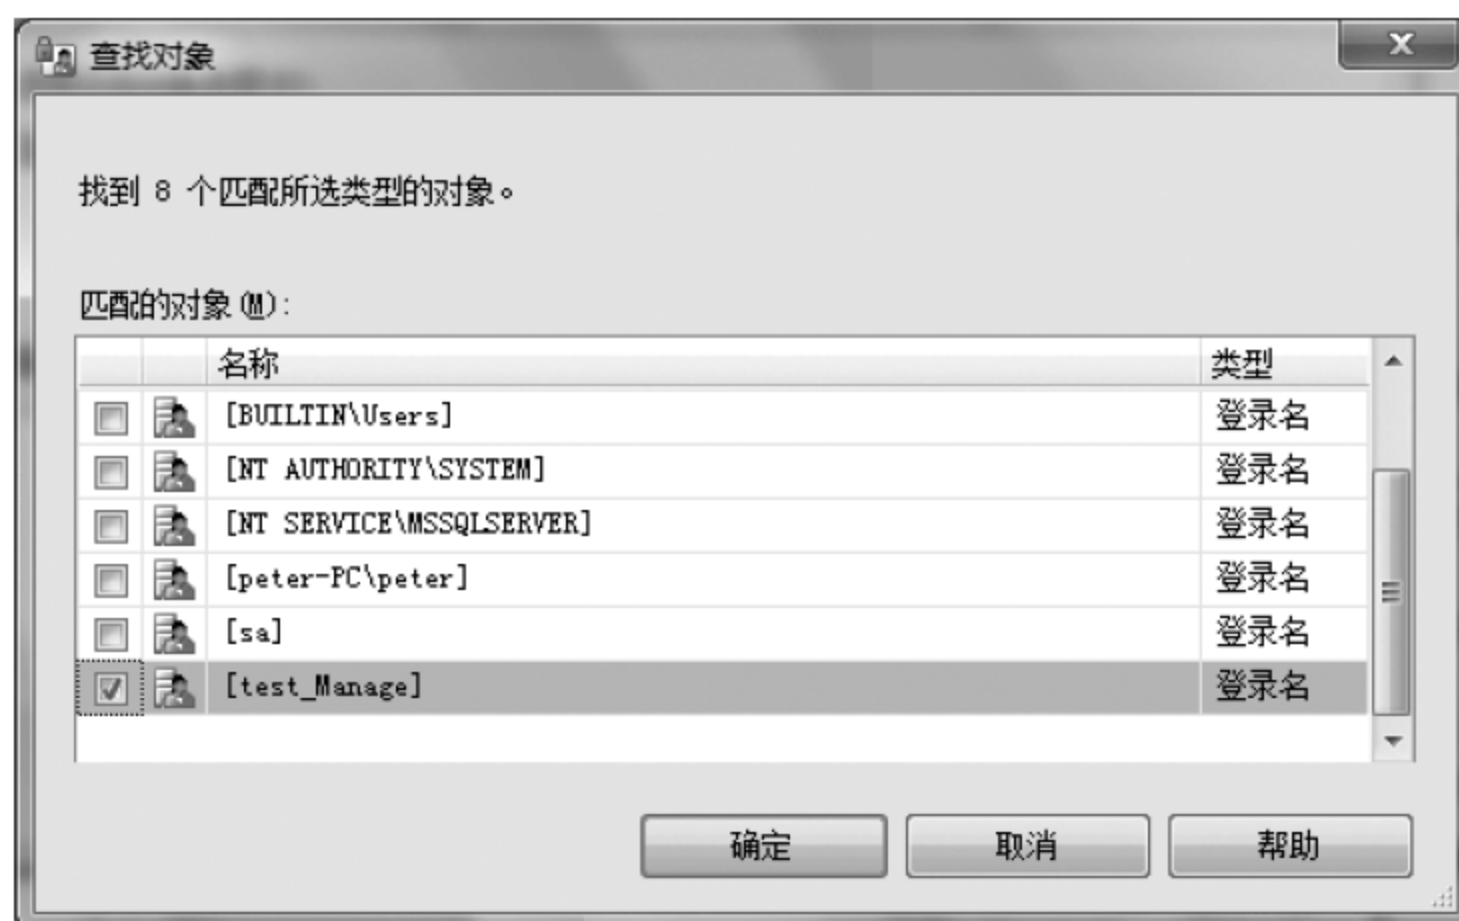 查找对象
找到 8 个匹配所选类型的对象。
匹配的对象(M):
名称 类型
[BUILTIN\Users] 登录名
[NT AUTHORITY\SYSTEM] 登录名
[NT SERVICE\MSSQLSERVER] 登录名
[peter-PC\peter] 登录名
[sa] 登录名
[test_Manage] 登录名
确定 取消 帮助